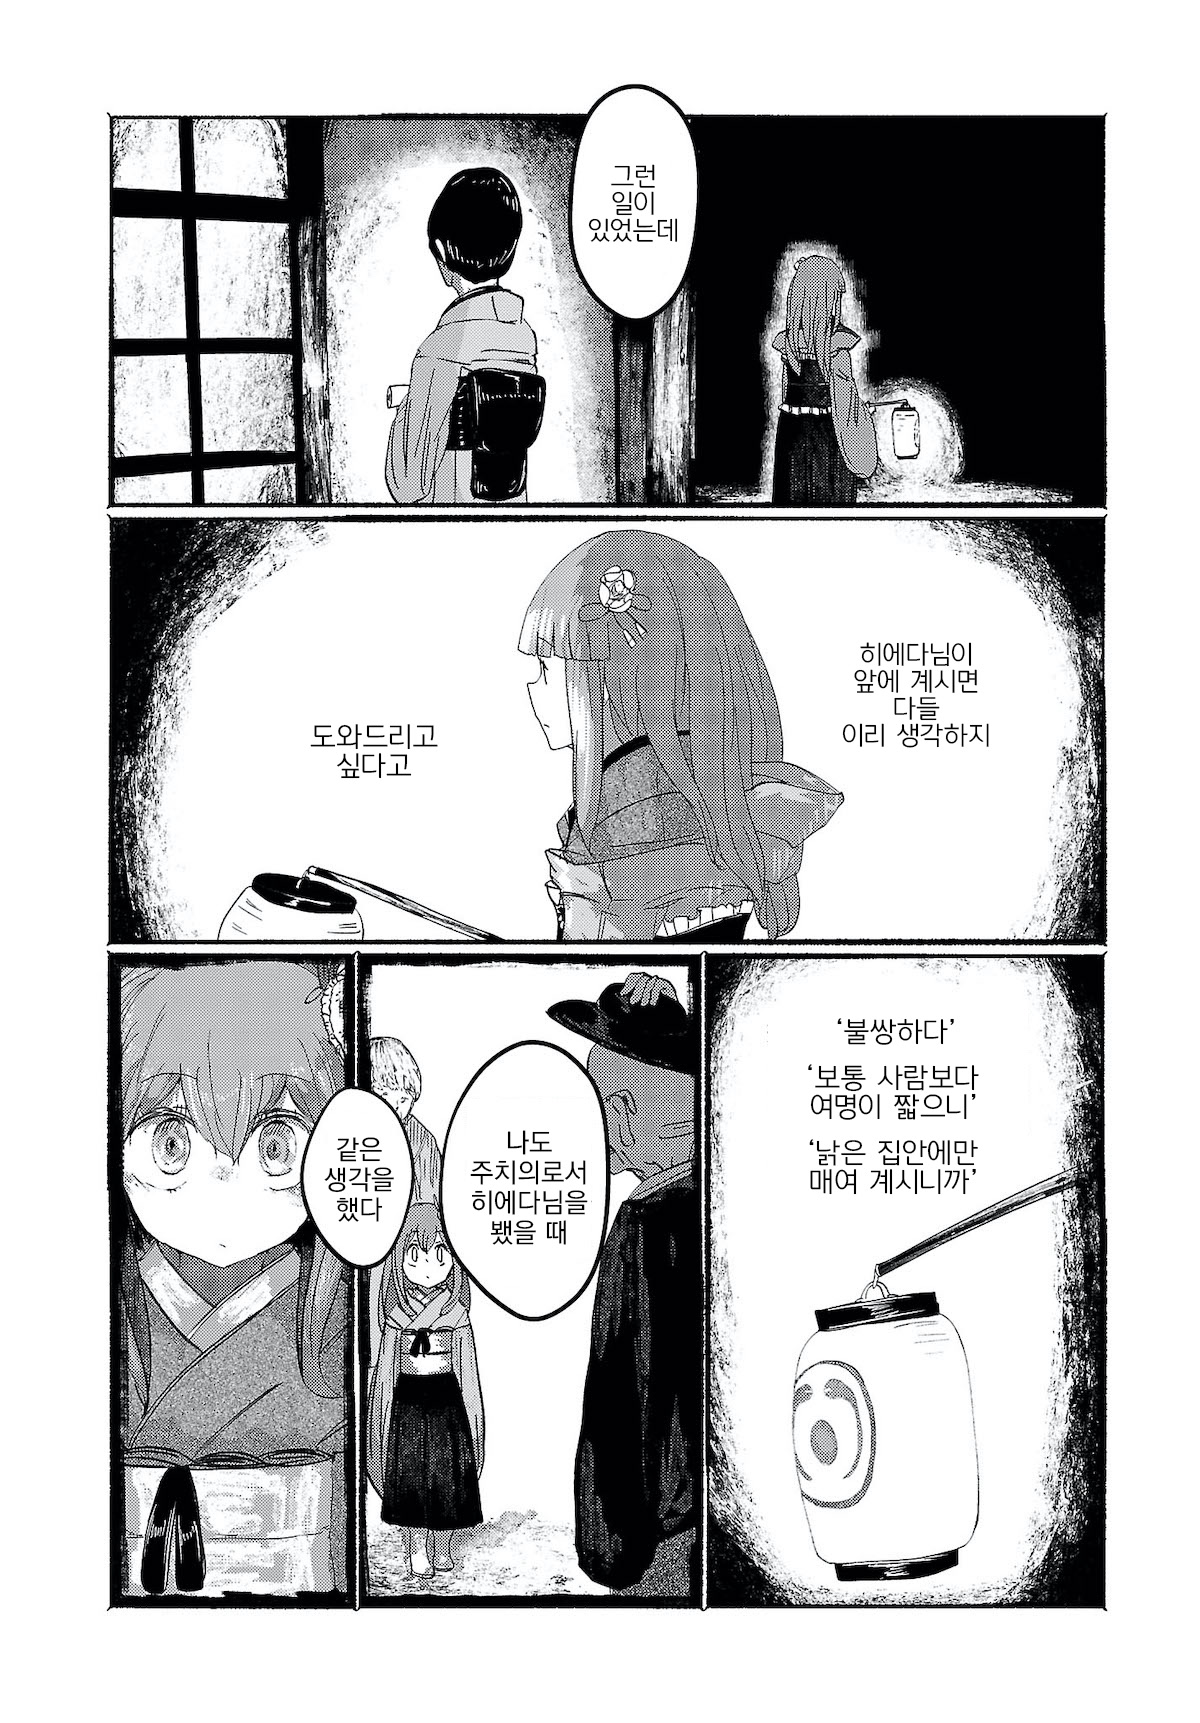 그런
일이
있었는데
히에다님이
앞에 계시면
다들
이리 생각하지
도와드리고
싶다고
‘불쌍하다’
‘보통 사람보다
여명이 짧으니’
‘낡은 집안에만
매여 계시니까’
나도
주치의로서
히에다님을
뵀을 때
같은
생각을
했다